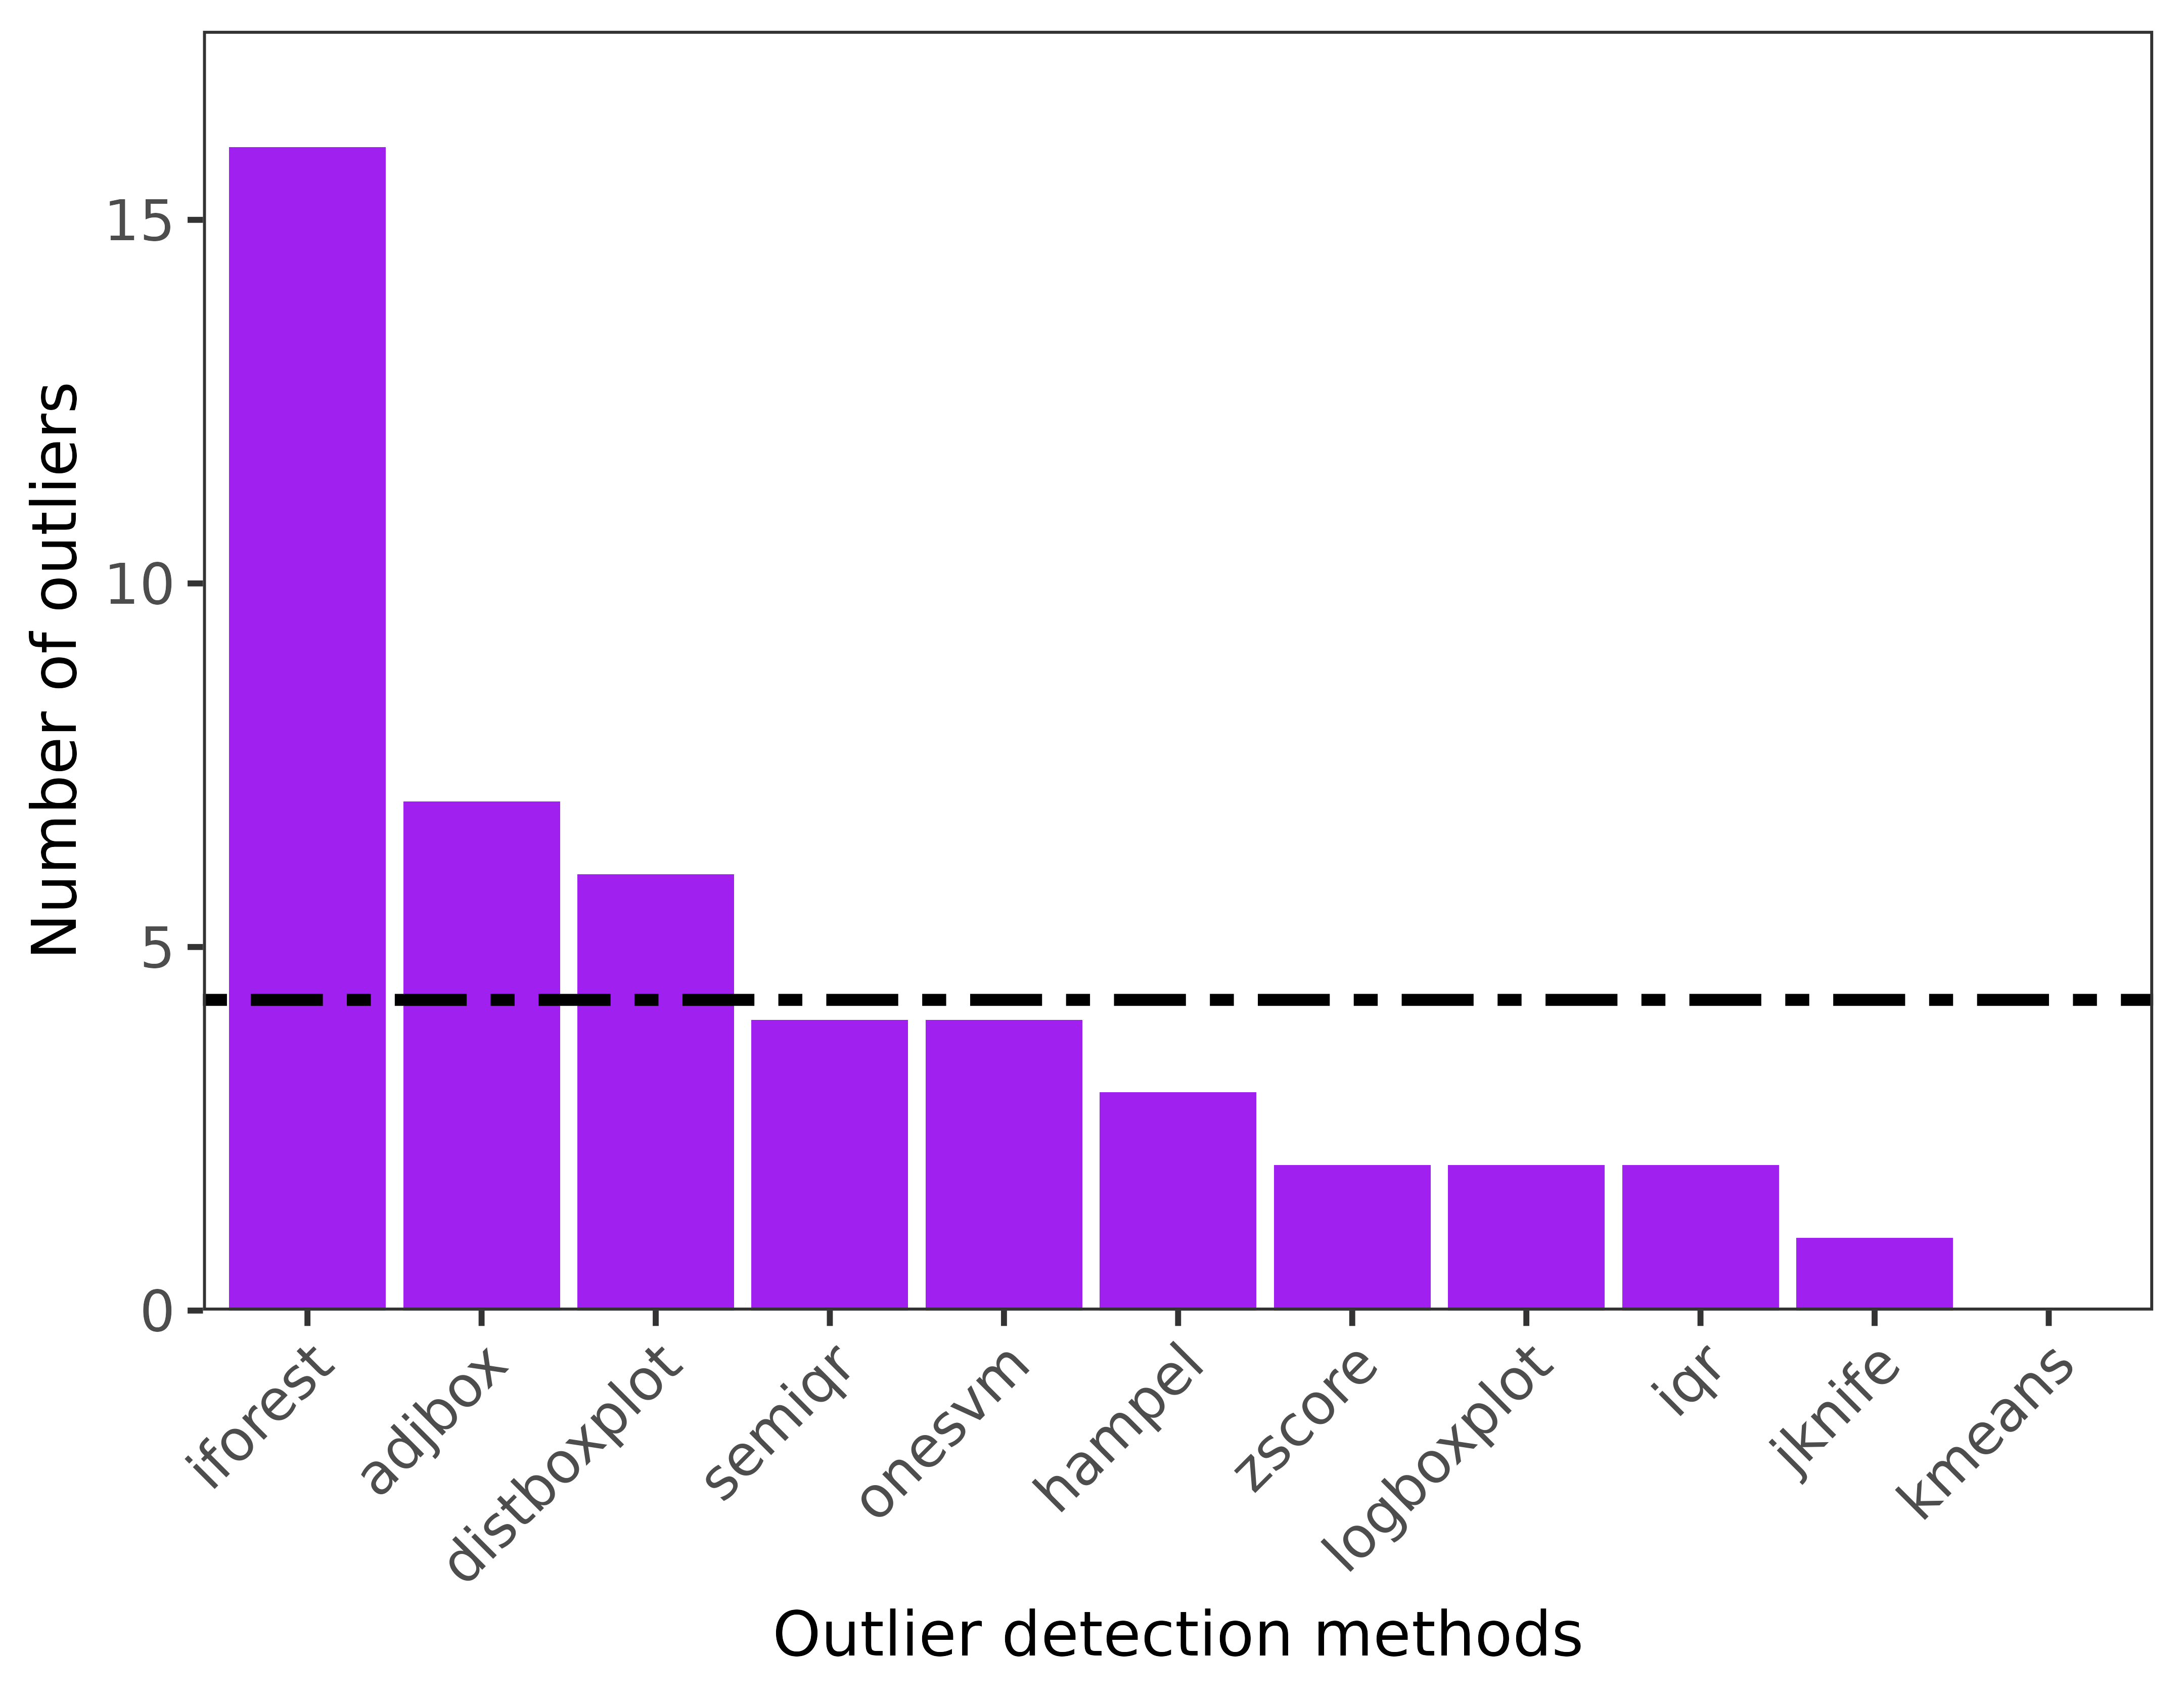 Number of outliers
15
10
5
0
iforest
adjbox
distboxplot
semiqr
onesvm
hampel
zscore
logboxplot
iqr
jknife
kmeans
Outlier detection methods